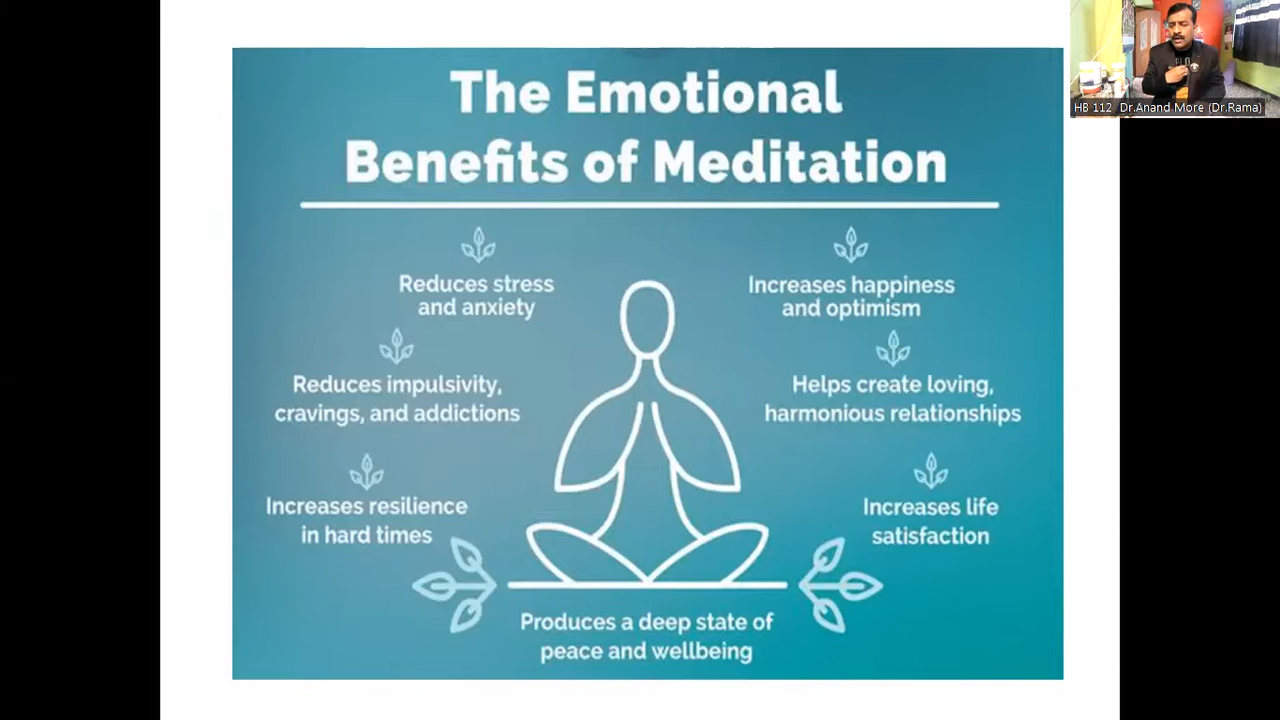 The Emotional
Benefits of Meditation
Reduces stress
and anxiety
Increases happiness
and optimism
Reduces impulsivity,
cravings, and addictions
Helps create loving,
harmonious relationships
Increases resilience
in hard times
Increases life
satisfaction
Produces a deep state of
peace and wellbeing
HB 112 Dr.Anand More (Dr.Rama)